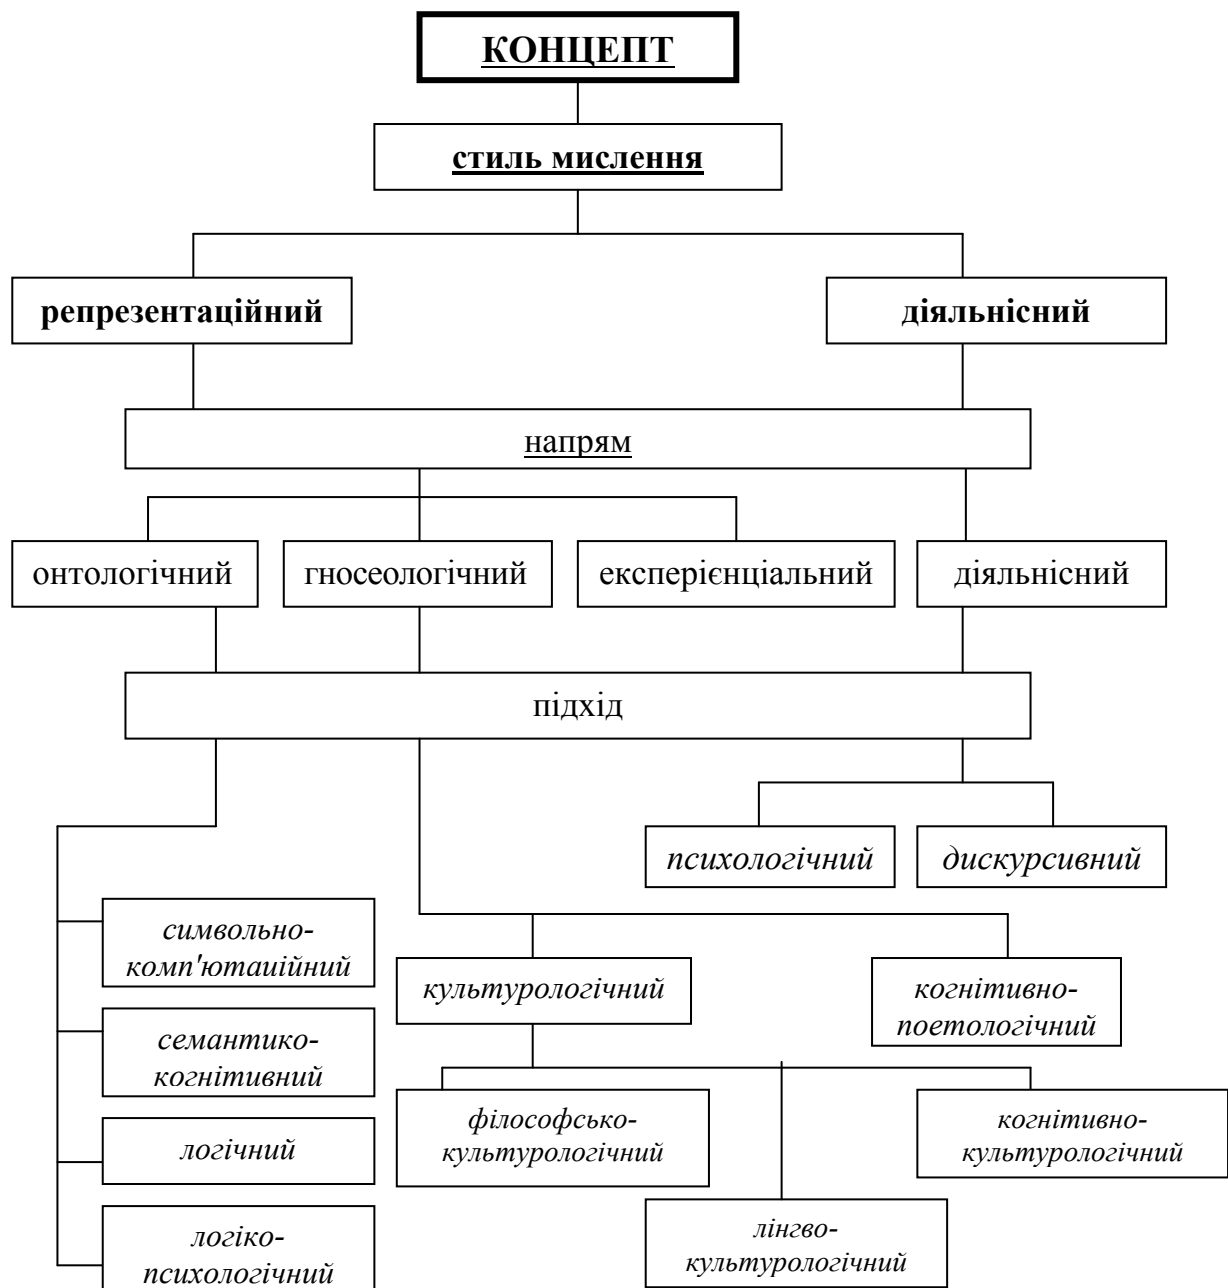 КОНЦЕПТ
стиль мислення
репрезентаційний
діяльнісний
напрям
онтологічний
гносеологічний
експерієнціальний
діяльнісний
підхід
психологічний
дискурсивний
символьно-
комп'ютаційний
семантико-
когнітивний
логічний
логіко-
психологічний
культурологічний
когнітивно-
поетологічний
філософсько-
культурологічний
когнітивно-
культурологічний
лінгво-
культурологічний